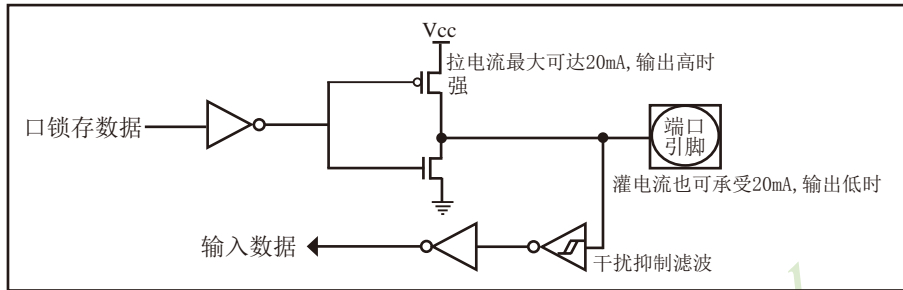 Vcc
拉电流最大可达20mA,输出高时
强
口锁存数据
端口
引脚
灌电流也可承受20mA,输出低时
输入数据
干扰抑制滤波